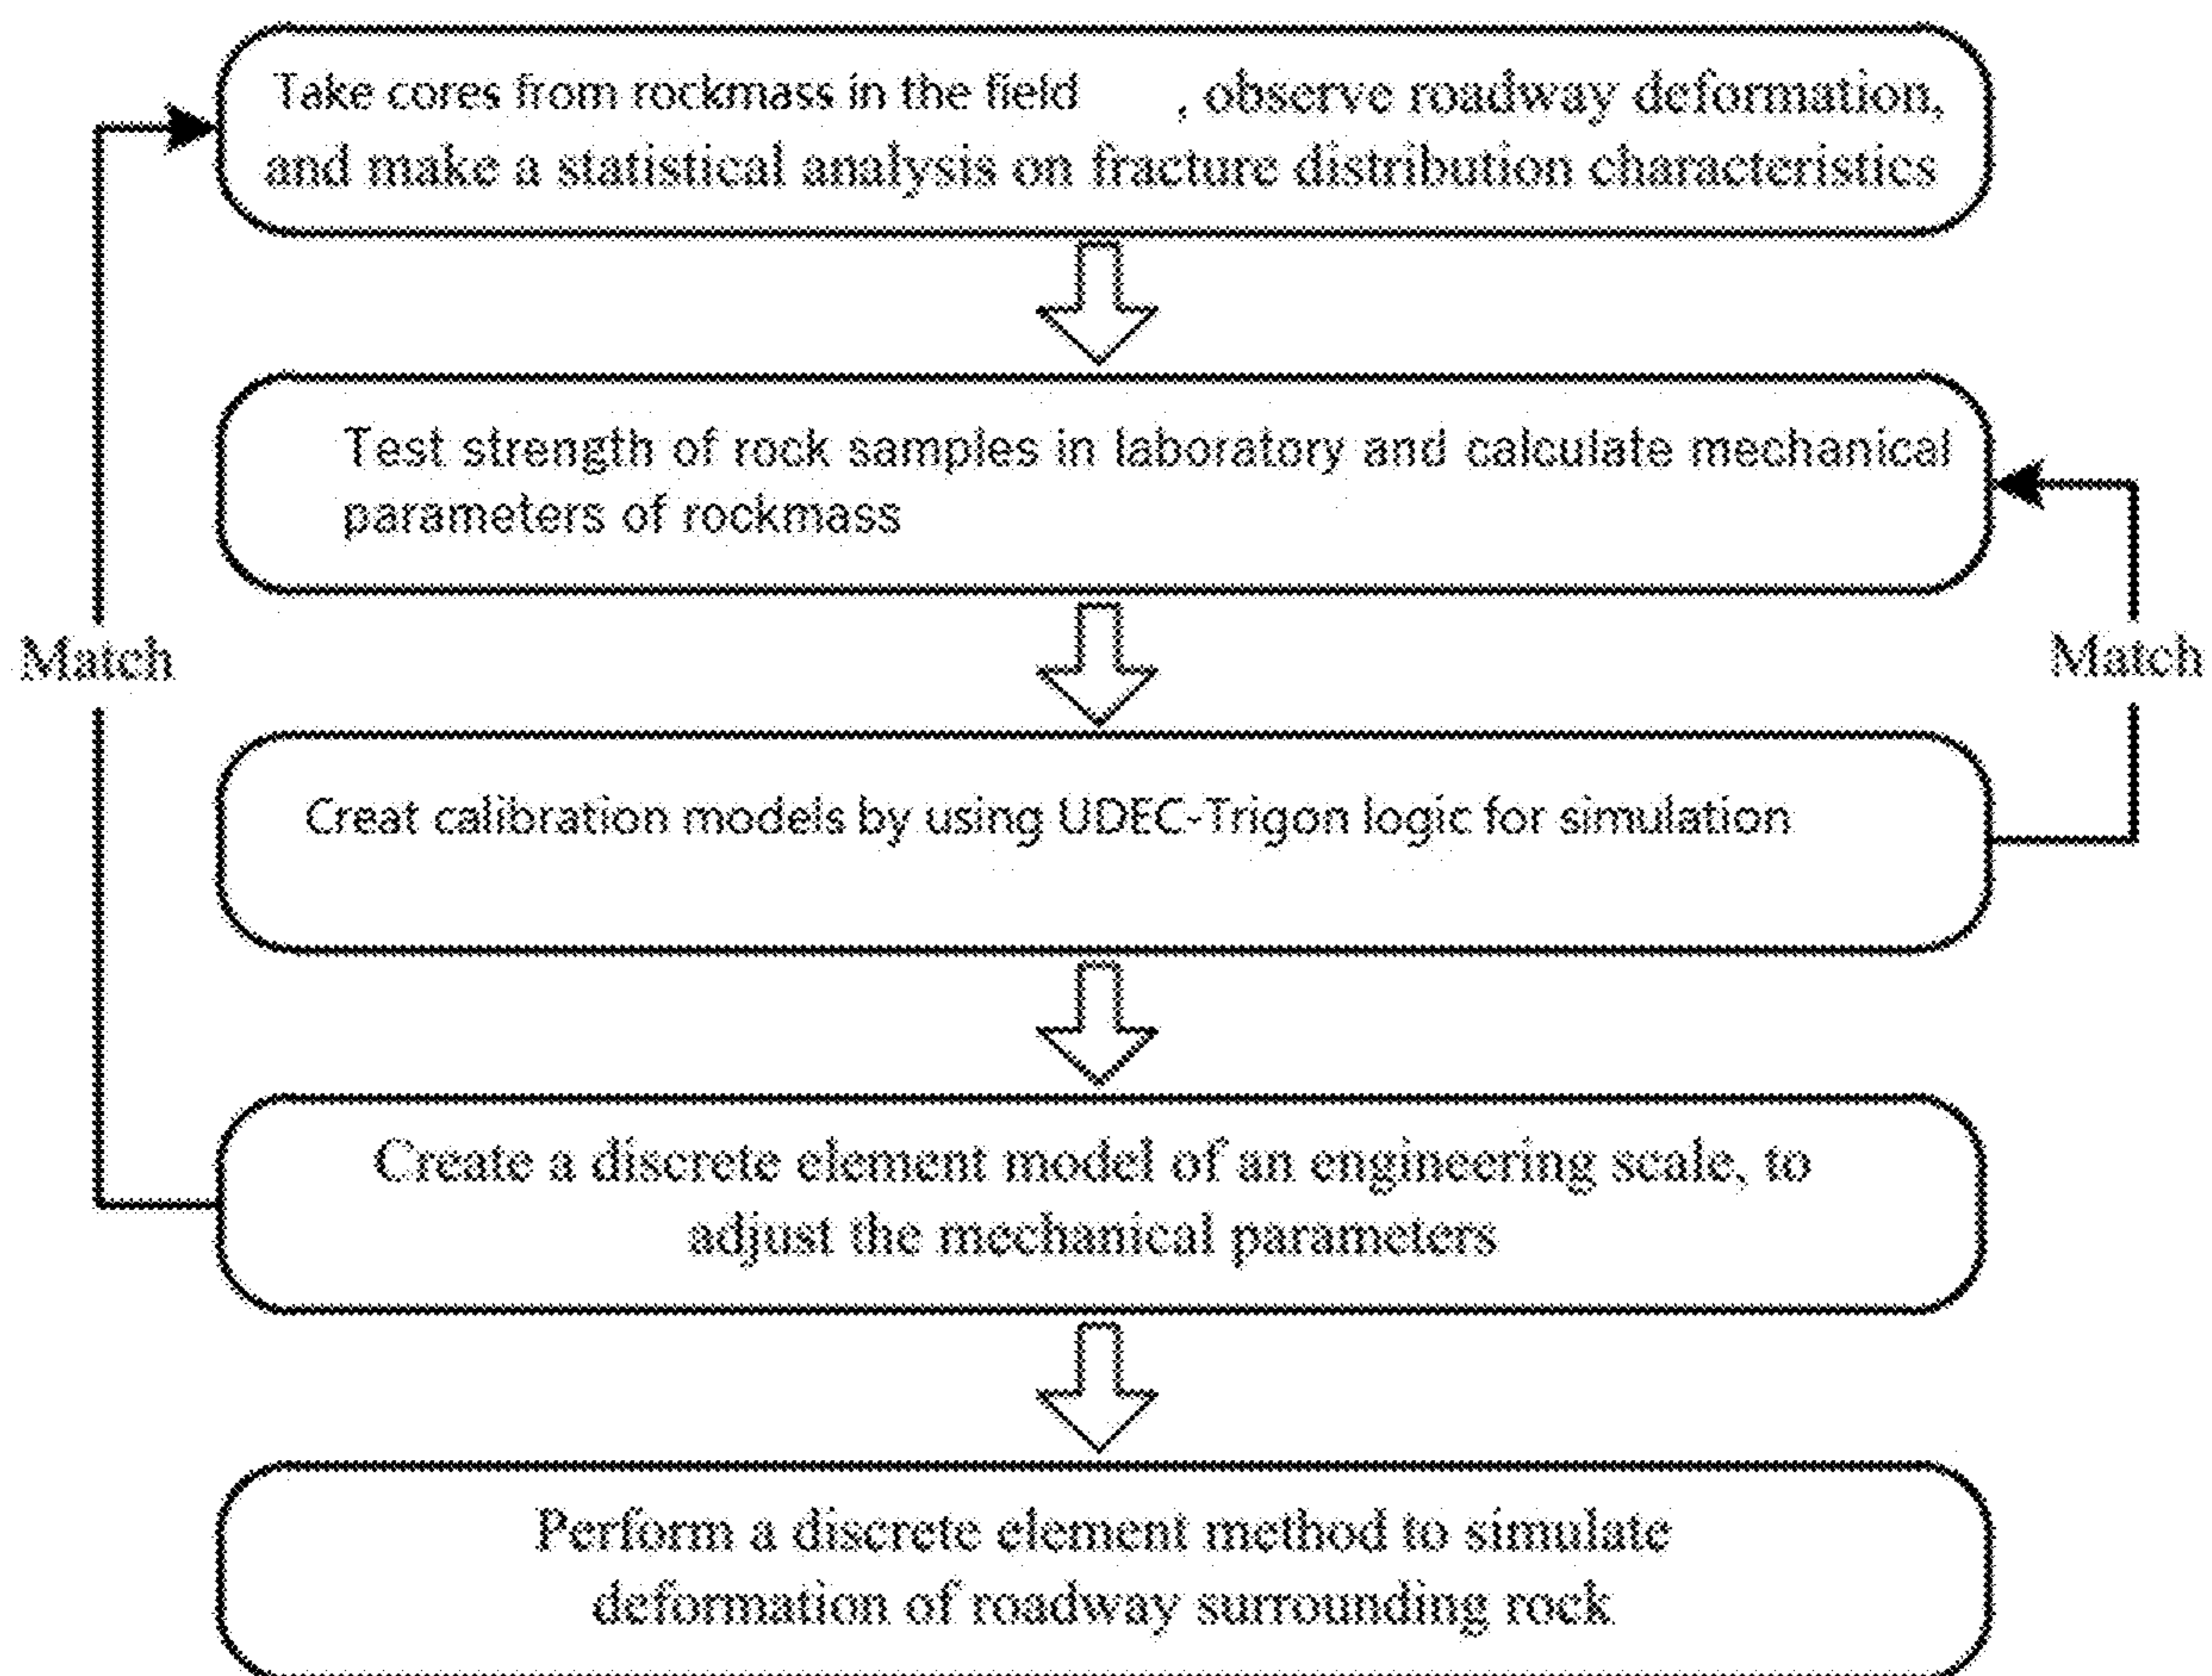 Take cores from rockmass in the field , observe roadway deformation,
and make a statistical analysis on fracture distribution characteristics
Test strength of rock samples in laboratory and calculate mechanical
parameters of rockmass
Match
Match
Creat calibration models by using UDEC-Trigon logic for simulation
Create a discrete element model of an engineering scale, to
adjust the mechanical parameters
Perform a discrete element method to simulate
deformation of roadway surrounding rock